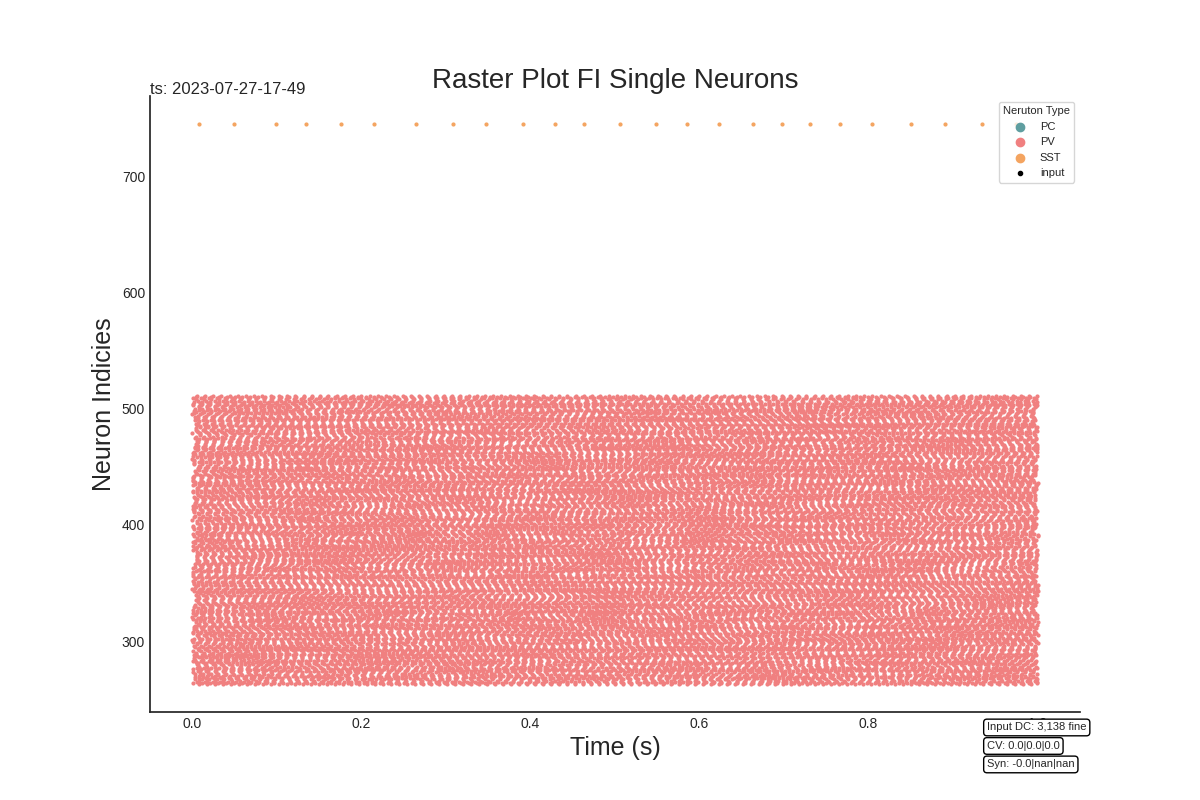 Raster Plot FI Single Neurons
ts: 2023-07-27-17-49
Neruton Type
PC
PV
SST
input
700
600
500
400
300
Neuron Indicies
0.0
0.2
0.4
0.6
0.8
Time (s)
Input DC: 3,138 fine
CV: 0.0|0.0|0.0
Syn: -0.0|nan|nan